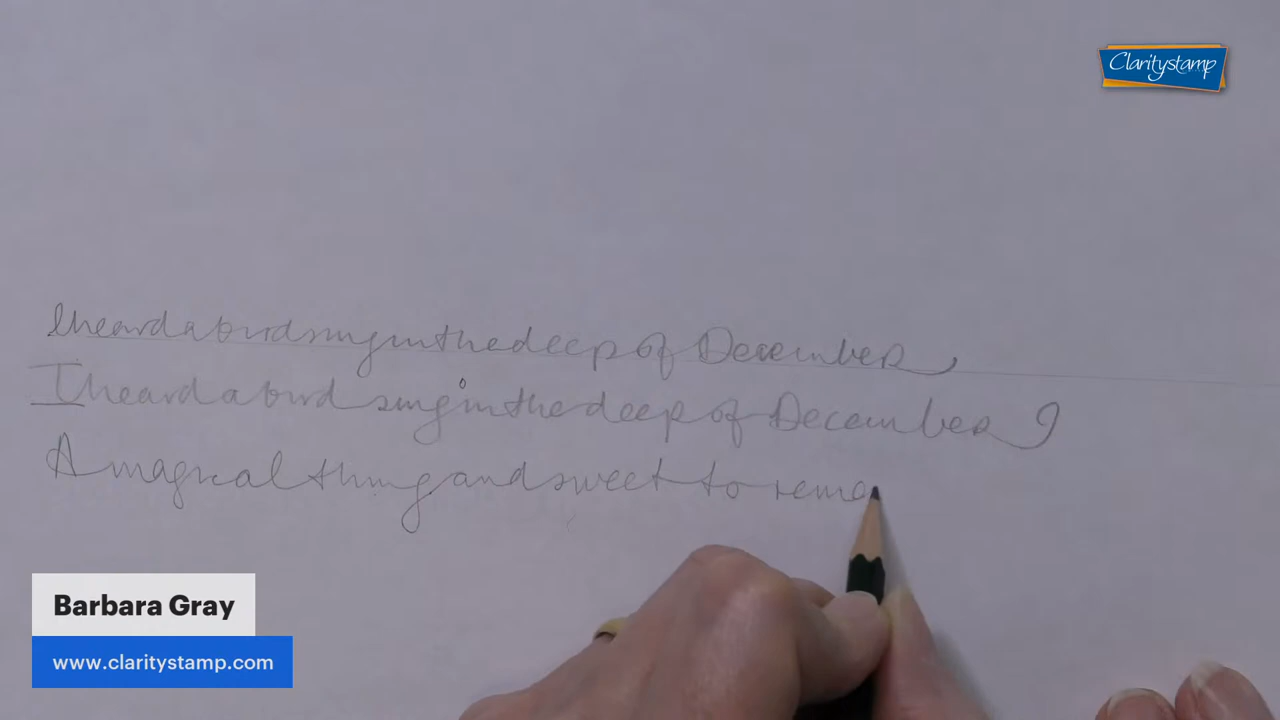 Claritystamp
I heard a bird sing in the deep of December
I heard a bird sing in the deep of December
A magical thing and sweet to reme
Barbara Gray
www.claritystamp.com